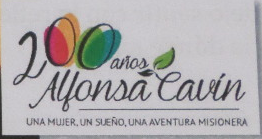 200 años
Alfonsa Cavín
UNA MUJER, UN SUEÑO, UNA AVENTURA MISIONERA